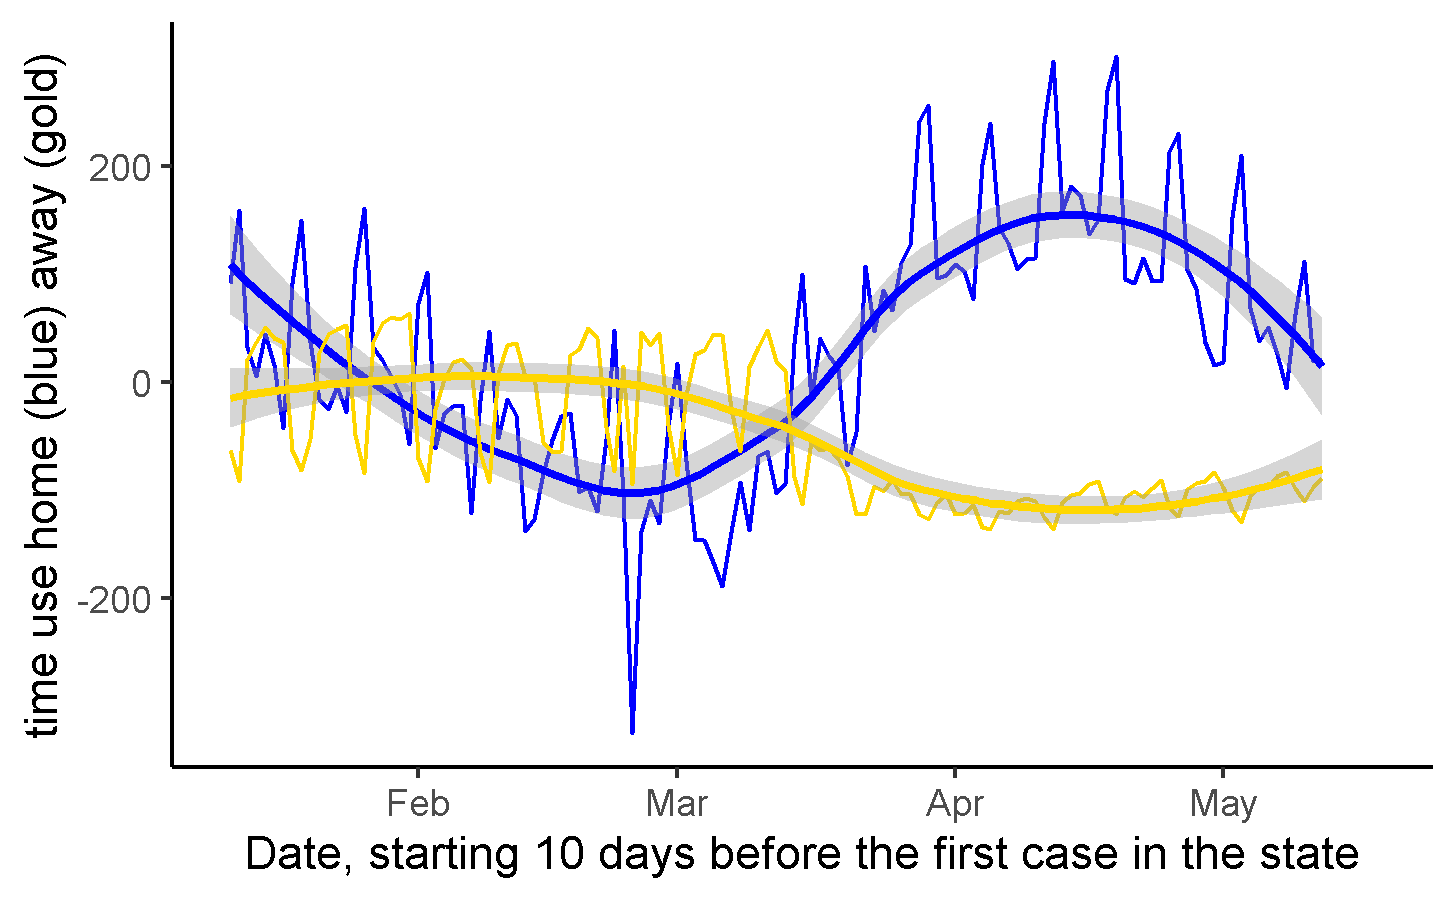 time use home (blue) away (gold)
200
0
-200
Feb Mar Apr May
Date, starting 10 days before the first case in the state